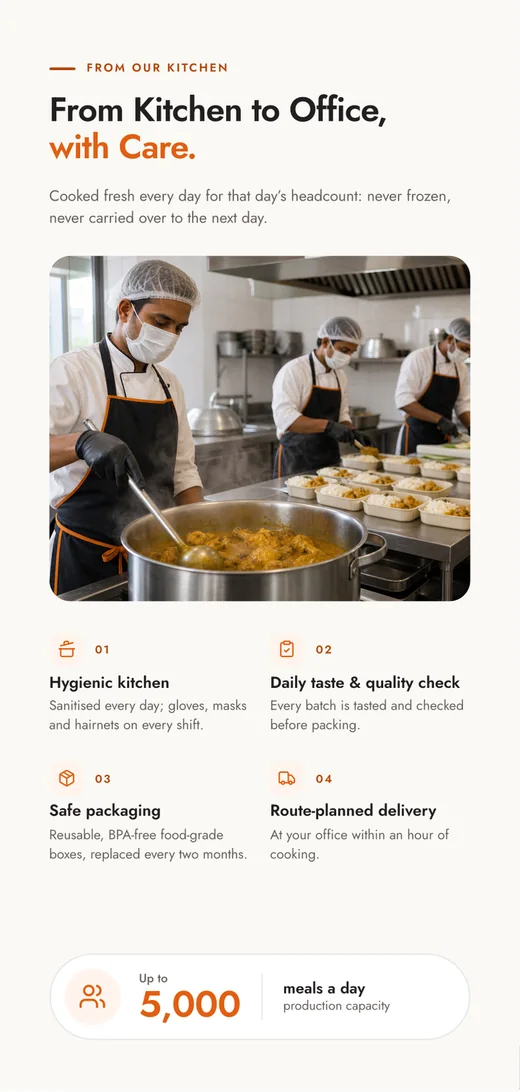 FROM OUR KITCHEN
From Kitchen to Office,
with Care.
Cooked fresh every day for that day’s headcount: never frozen,
never carried over to the next day.
01
Hygienic kitchen
Sanitised every day; gloves, masks
and hairnets on every shift.
02
Daily taste & quality check
Every batch is tasted and checked
before packing.
03
Safe packaging
Reusable, BPA-free food-grade
boxes, replaced every two months.
04
Route-planned delivery
At your office within an hour of
cooking.
Up to
5,000
meals a day
production capacity